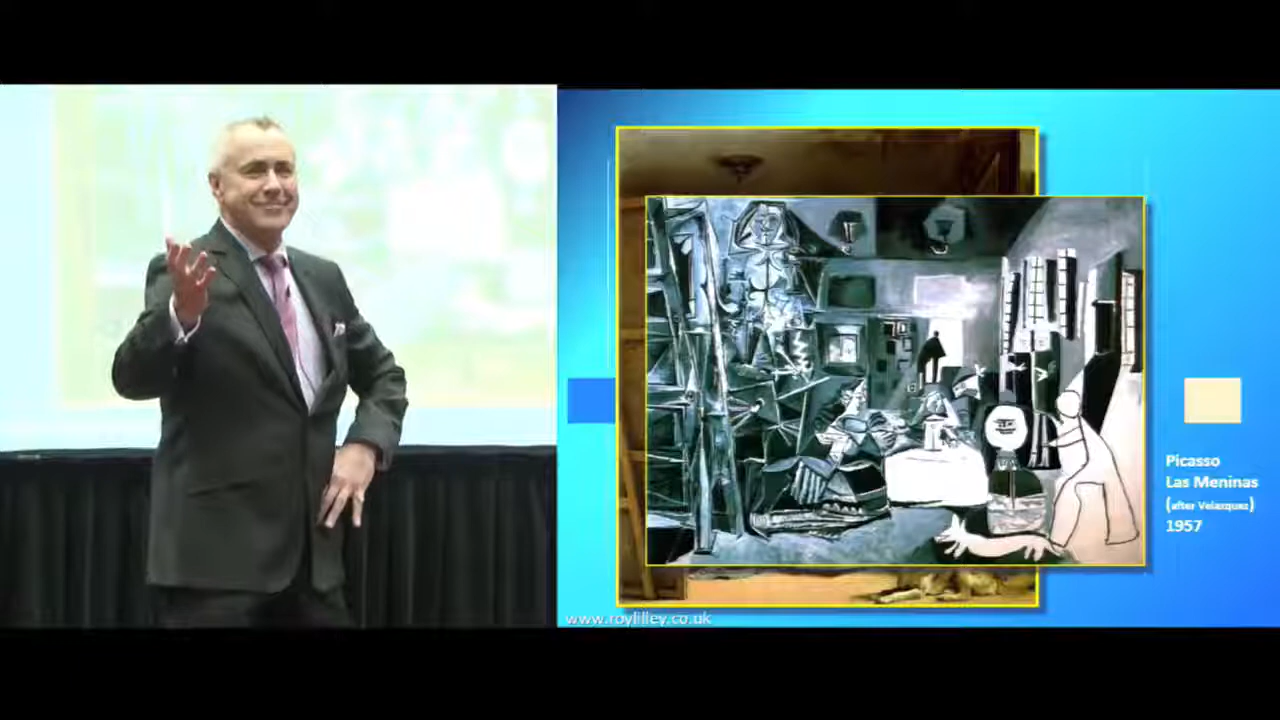 Picasso
Las Meninas
(after Velazquez)
1957
www.roylilley.co.uk